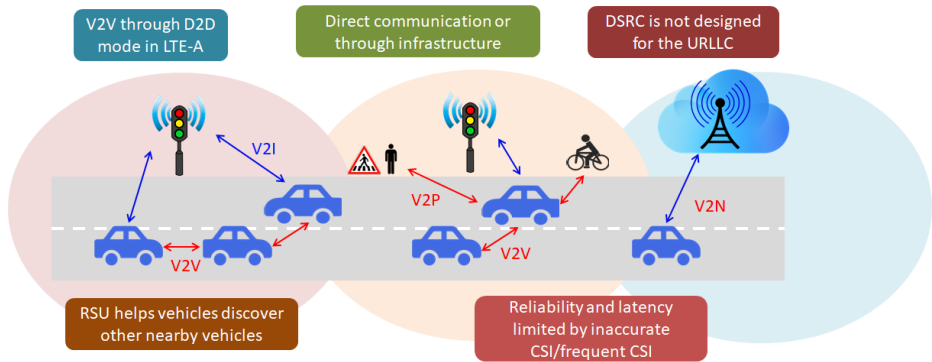 V2V through D2D
mode in LTE-A
Direct communication or
through infrastructure
DSRC is not designed
for the URLLC
V2I
V2P
V2N
V2V
V2V
RSU helps vehicles discover
other nearby vehicles
Reliability and latency
limited by inaccurate
CSI/frequent CSI